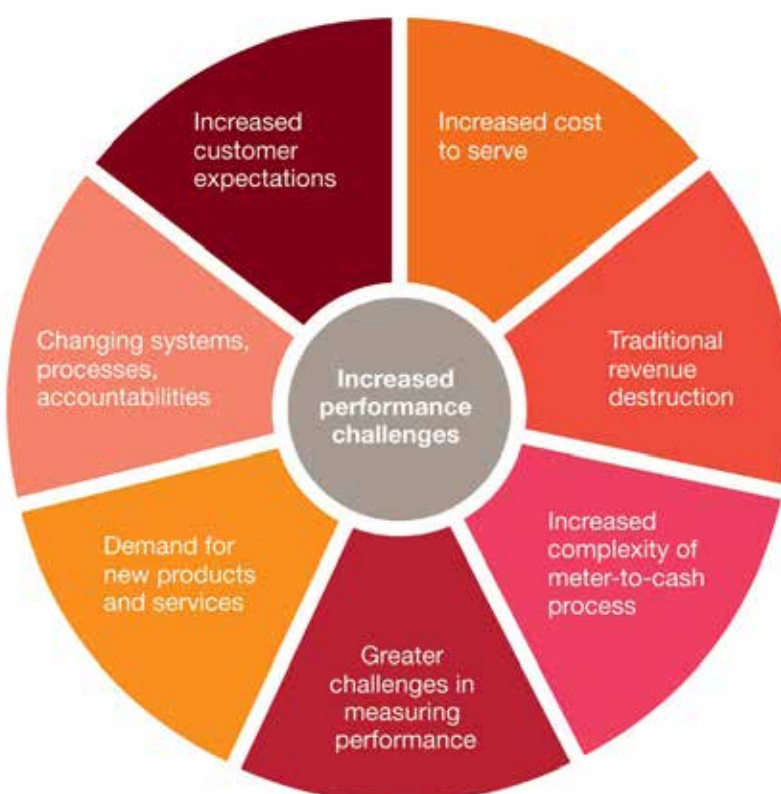 Increased
customer
expectations
Increased cost
to serve
Traditional
revenue
destruction
Increased
complexity of
meter-to-cash
process
Greater
challenges in
measuring
performance
Demand for
new products
and services
Changing systems,
processes,
accountabilities
Increased
performance
challenges